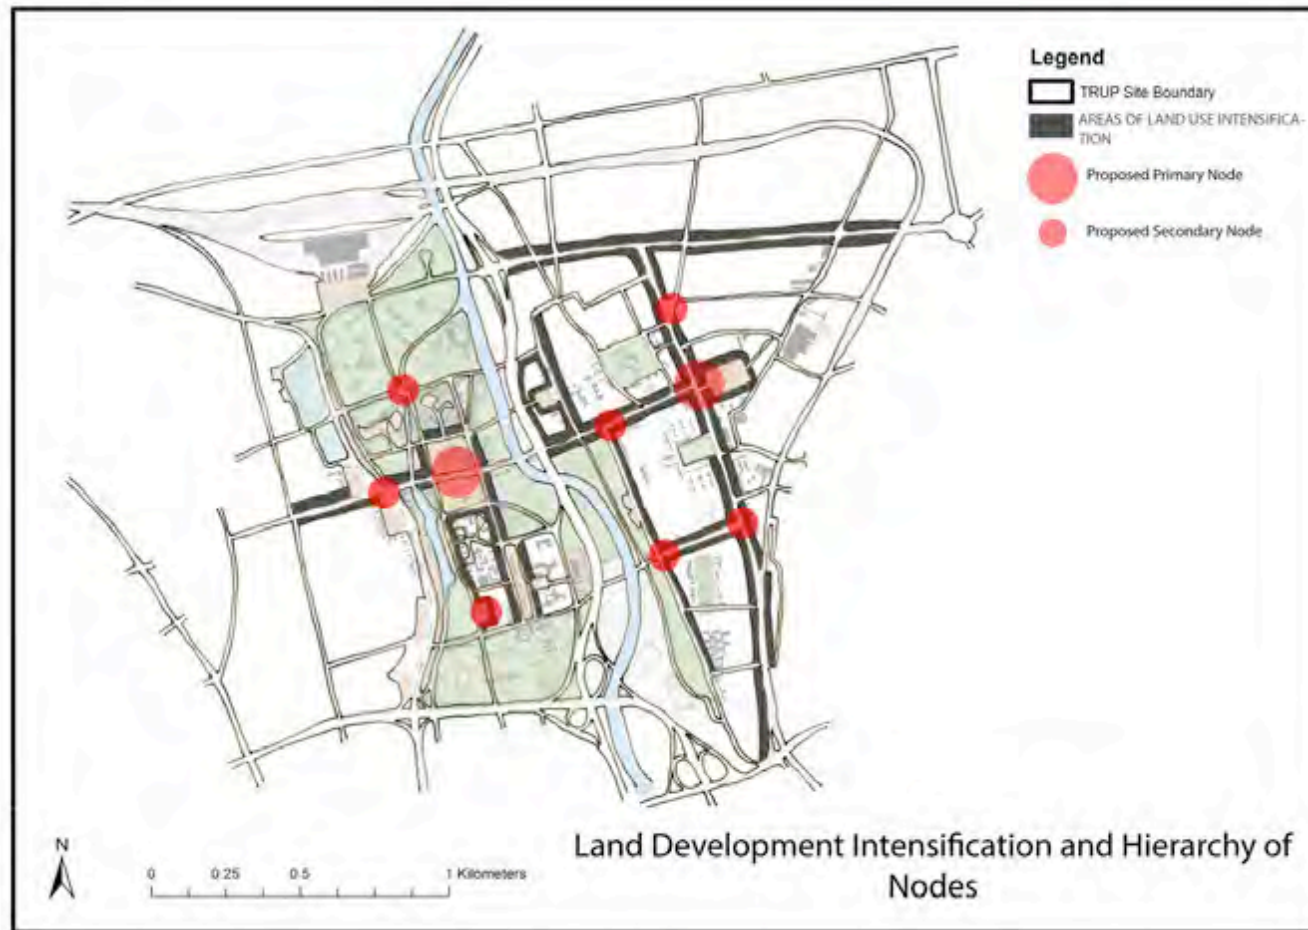 Legend
TRUP Site Boundary
AREAS OF LAND USE INTENSIFICA-
TION
Proposed Primary Node
Proposed Secondary Node
N
0 0.25 0.5 1 Kilometers
Land Development Intensification and Hierarchy of
Nodes